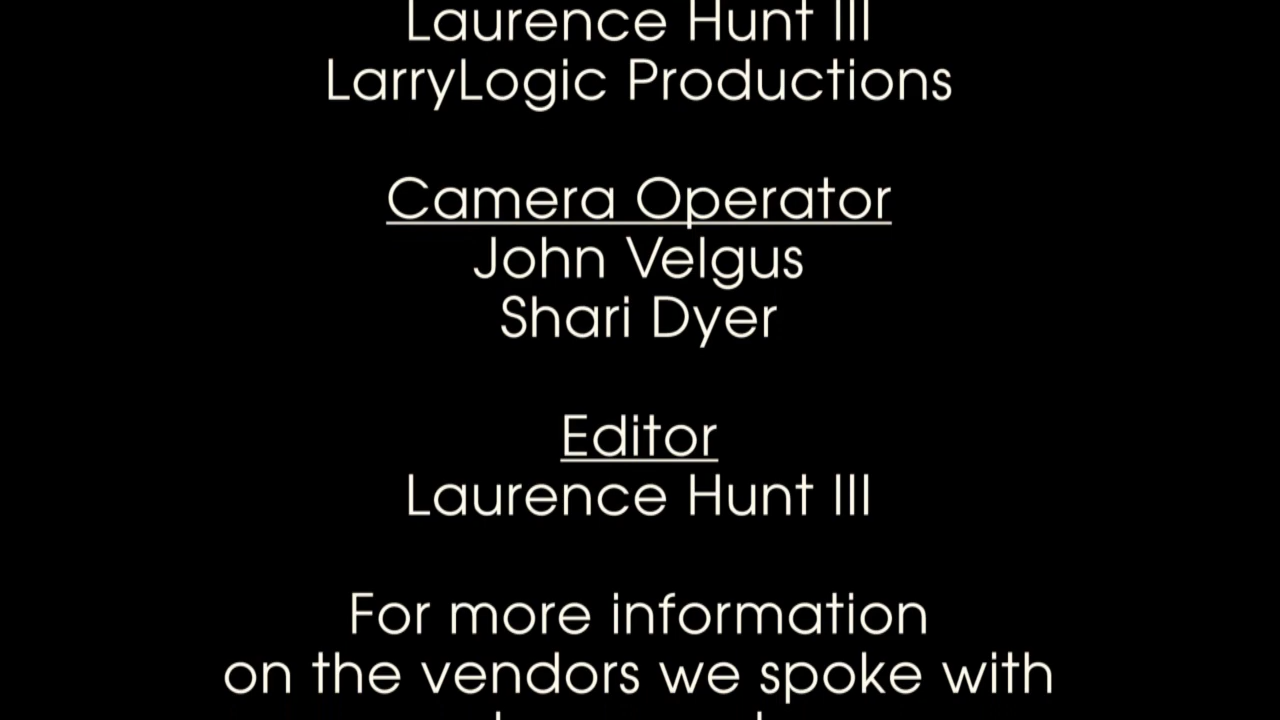 Laurence Hunt III
LarryLogic Productions
Camera Operator
John Velgus
Shari Dyer
Editor
Laurence Hunt III
For more information
on the vendors we spoke with